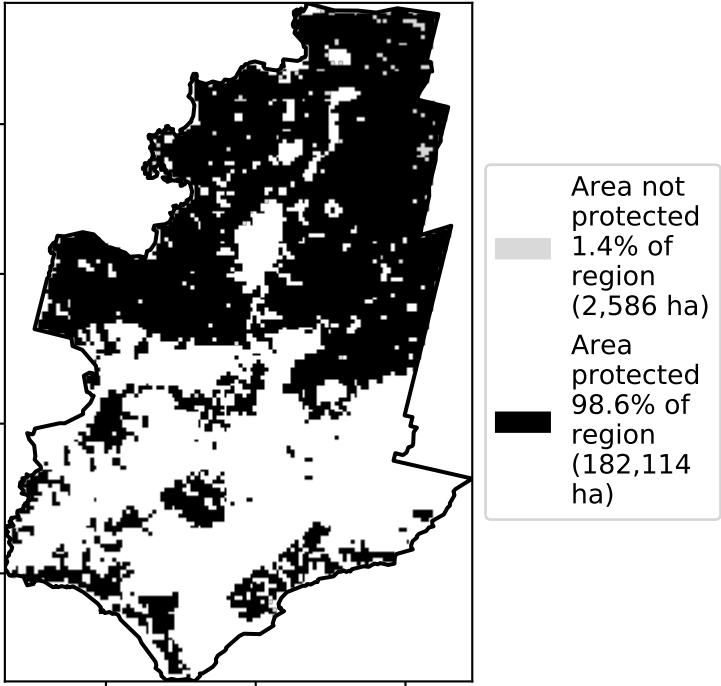 Area not
protected
1.4% of
region
(2,586 ha)
Area
protected
98.6% of
region
(182,114
ha)